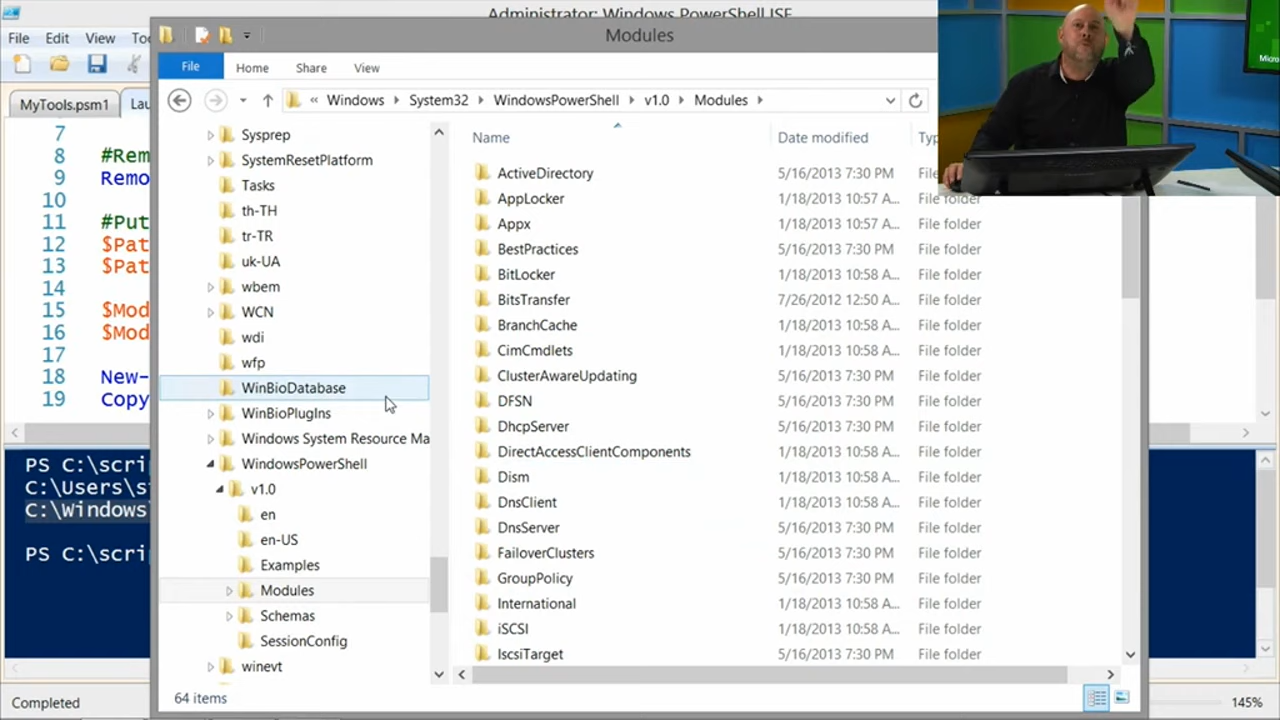 Administrator: Windows PowerShell ISE
File Edit View
MyTools.psm1
7
8 #Rem
9 Remo
10
11 #Put
12 $Pat
13 $Pat
14
15 $Mod
16 $Mod
17
18 New-
19 Copy
PS C:\scri
C:\Users\s
C:\Windows
PS C:\scri
Completed
145%
Modules
File Home Share View
« Windows System32 WindowsPowerShell v1.0 Modules
Sysprep
SystemResetPlatform
Tasks
th-TH
tr-TR
uk-UA
wbem
WCN
wdi
wfp
WinBioDatabase
WinBioPlugIns
Windows System Resource Ma
WindowsPowerShell
v1.0
en
en-US
Examples
Modules
Schemas
SessionConfig
winevt
Name Date modified Ty
ActiveDirectory 5/16/2013 7:30 PM File
AppLocker 1/18/2013 10:57 A... File folder
Appx 1/18/2013 10:57 A... File folder
BestPractices 5/16/2013 7:30 PM File folder
BitLocker 1/18/2013 10:58 A... File folder
BitsTransfer 7/26/2012 12:50 A... File folder
BranchCache 1/18/2013 10:58 A... File folder
CimCmdlets 1/18/2013 10:58 A... File folder
ClusterAwareUpdating 5/16/2013 7:30 PM File folder
DFSN 5/16/2013 7:30 PM File folder
DhcpServer 5/16/2013 7:30 PM File folder
DirectAccessClientComponents 1/18/2013 10:58 A... File folder
Dism 1/18/2013 10:58 A... File folder
DnsClient 1/18/2013 10:58 A... File folder
DnsServer 5/16/2013 7:30 PM File folder
FailoverClusters 5/16/2013 7:30 PM File folder
GroupPolicy 5/16/2013 7:30 PM File folder
International 1/18/2013 10:58 A... File folder
iSCSI 1/18/2013 10:58 A... File folder
IscsiTarget 5/16/2013 7:30 PM File folder
64 items
Micro